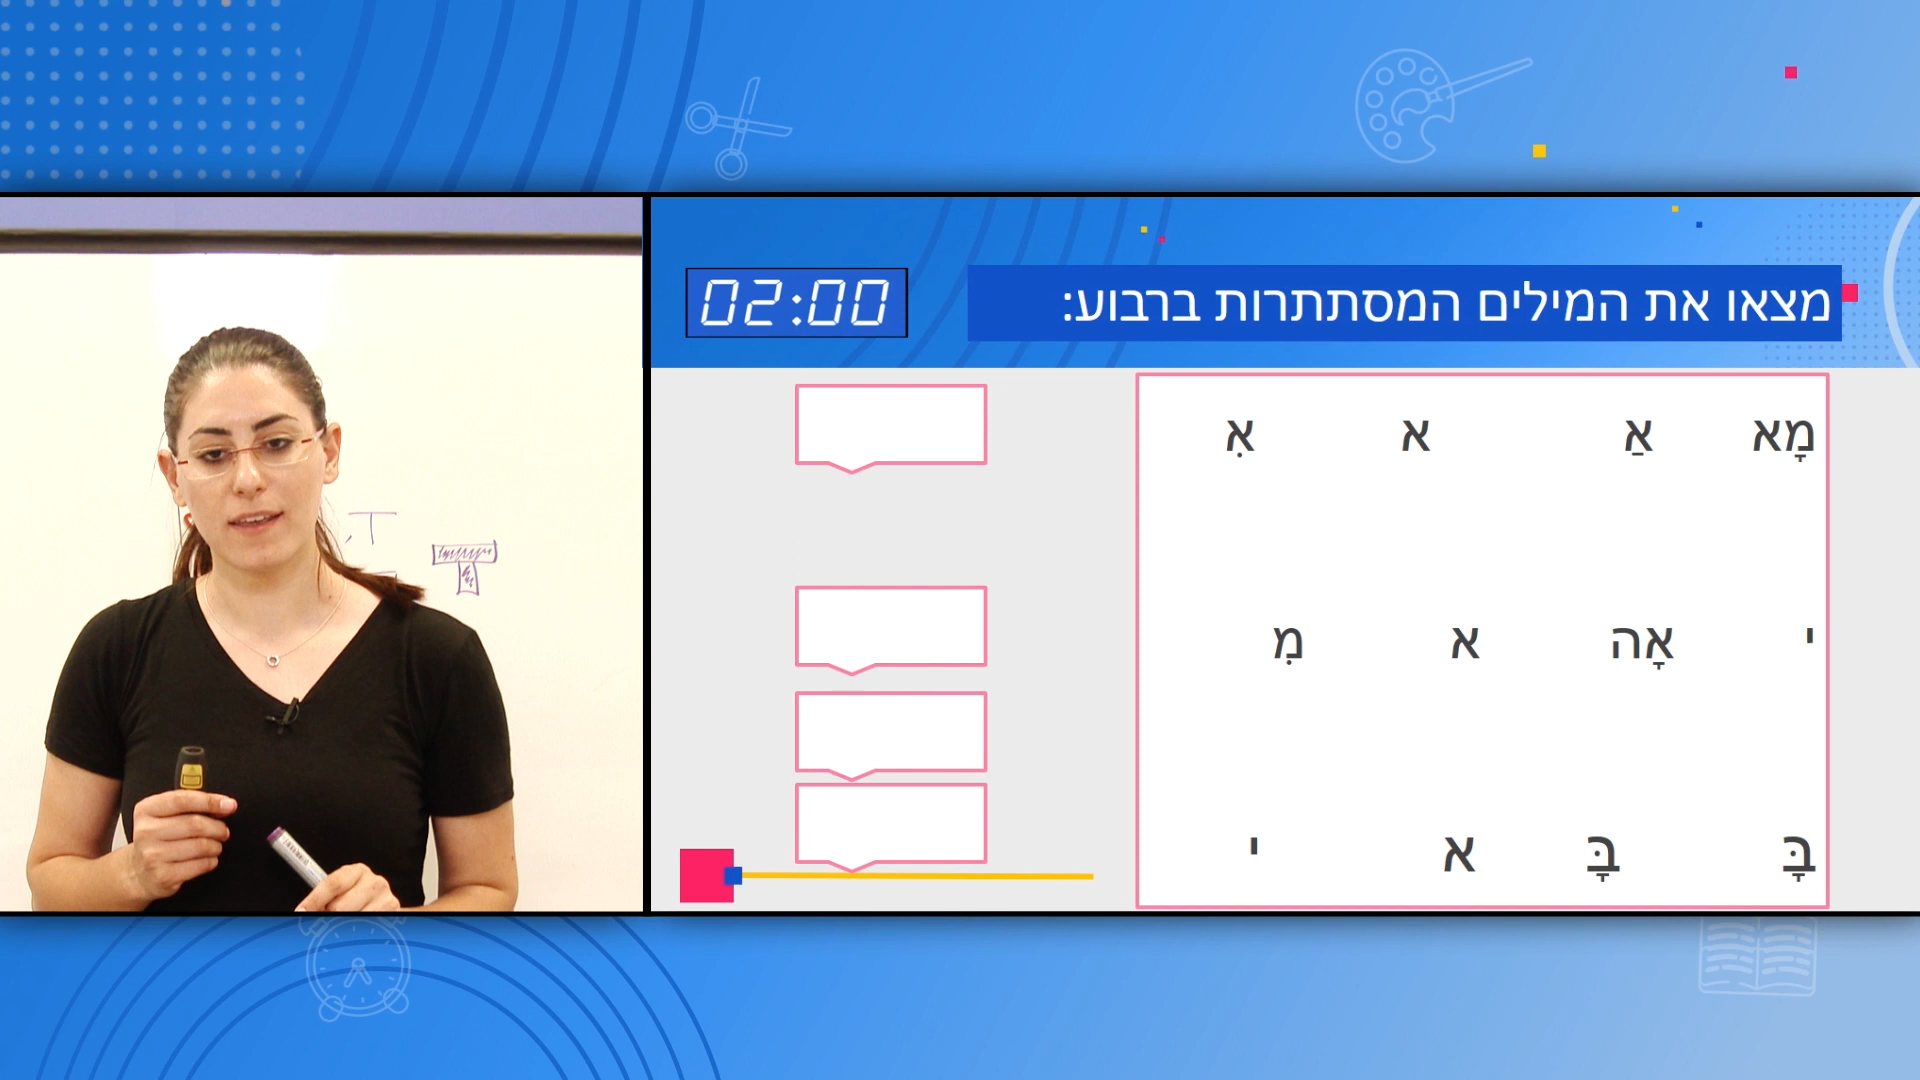 מצאו את המילים המסתתרות ברבוע:
02:00
מָא אַ א אִ
י אָה א מִ
בָּ בָּ א י